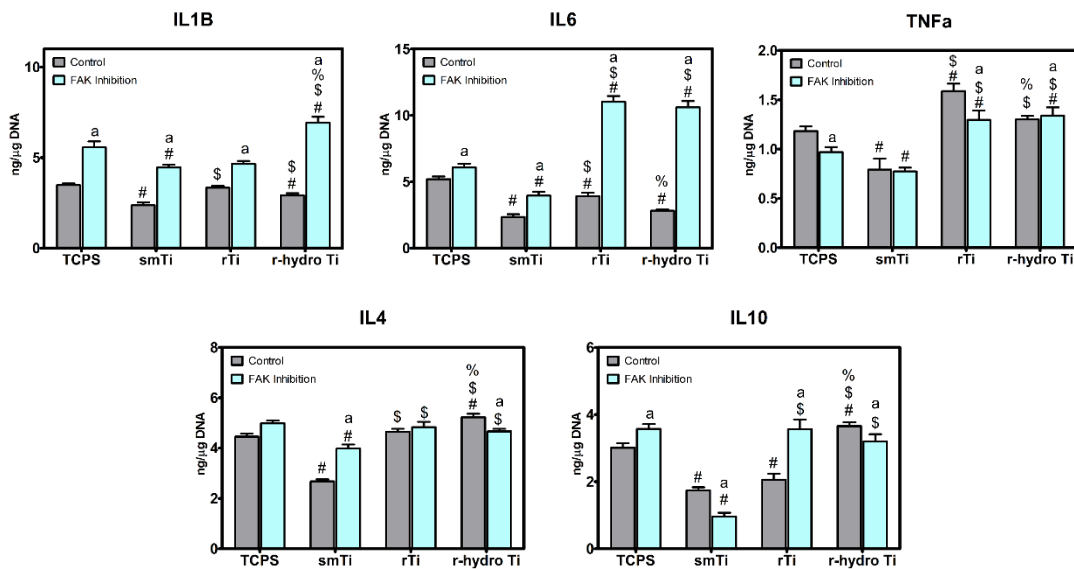 IL1B
10
5
0
ng/µg DNA
Control
FAK Inhibition
a
#
a
#
$
a
$
#
a
%
$
#
TCPS
smTi
rTi
r-hydro Ti
IL6
15
10
5
0
ng/µg DNA
Control
FAK Inhibition
a
#
a
#
$
#
a
$
#
%
#
a
$
#
TCPS
smTi
rTi
r-hydro Ti
TNFa
2.0
1.5
1.0
0.5
0.0
ng/µg DNA
Control
FAK Inhibition
a
#
#
$
#
a
$
#
%
$
a
$
#
TCPS
smTi
rTi
r-hydro Ti
IL4
8
6
4
2
0
ng/µg DNA
Control
FAK Inhibition
#
a
#
$
$
%
$
#
a
$
TCPS
smTi
rTi
r-hydro Ti
IL10
6
4
2
0
ng/µg DNA
Control
FAK Inhibition
a
#
a
#
#
a
$
%
$
#
a
$
TCPS
smTi
rTi
r-hydro Ti